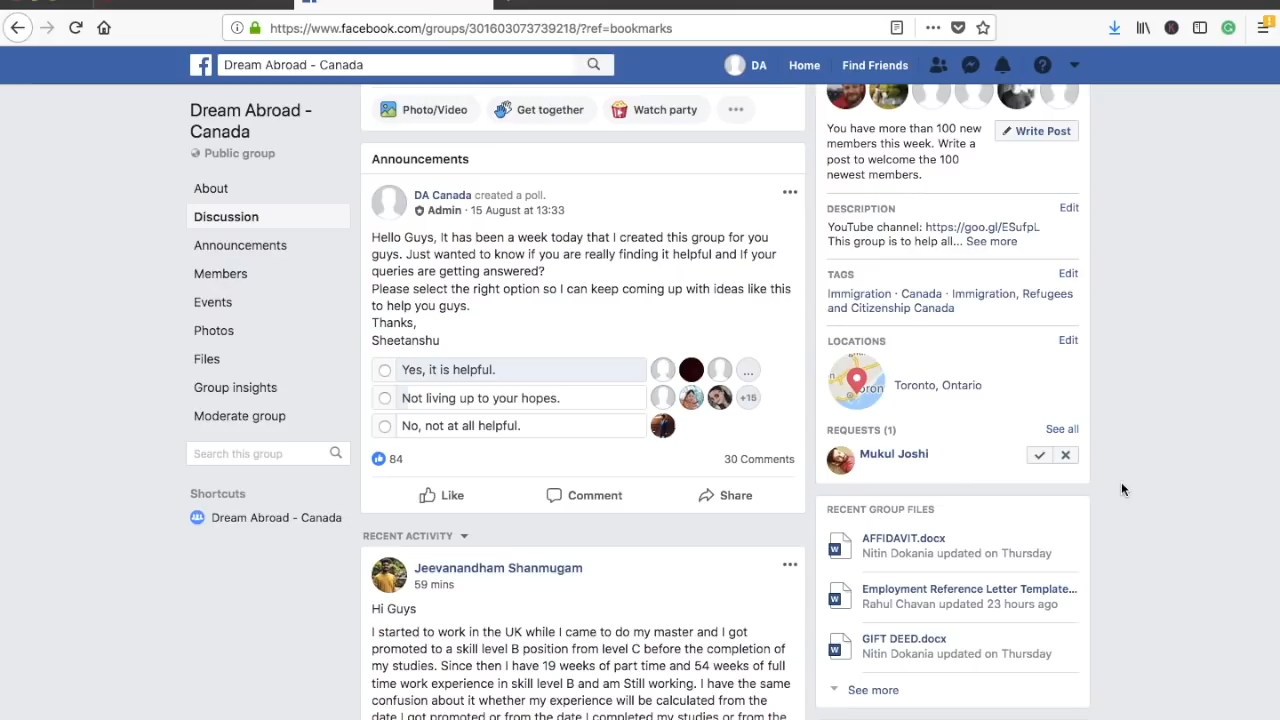 https://www.facebook.com/groups/301603073739218/?ref=bookmarks
Dream Abroad - Canada
DA
Home
Find Friends
Dream Abroad -
Canada
Public group
About
Discussion
Announcements
Members
Events
Photos
Files
Group insights
Moderate group
Search this group
Shortcuts
Dream Abroad - Canada
Photo/Video
Get together
Watch party
Announcements
DA Canada created a poll.
Admin · 15 August at 13:33
Hello Guys, It has been a week today that I created this group for you
guys. Just wanted to know if you are really finding it helpful and If your
queries are getting answered?
Please select the right option so I can keep coming up with ideas like this
to help you guys.
Thanks,
Sheetanshu
Yes, it is helpful.
...
Not living up to your hopes.
+15
No, not at all helpful.
84
30 Comments
Like
Comment
Share
RECENT ACTIVITY
Jeevanandham Shanmugam
59 mins
Hi Guys
I started to work in the UK while I came to do my master and I got
promoted to a skill level B position from level C before the completion of
my studies. Since then I have 19 weeks of part time and 54 weeks of full
time work experience in skill level B and am Still working. I have the same
confusion about it whether my experience will be calculated from the
date I got promoted or from the date I completed my studies or from the
You have more than 100 new
members this week. Write a
post to welcome the 100
newest members.
Write Post
DESCRIPTION
Edit
YouTube channel: https://goo.gl/ESufpL
This group is to help all... See more
TAGS
Edit
Immigration · Canada · Immigration, Refugees
and Citizenship Canada
LOCATIONS
Edit
Toronto, Ontario
REQUESTS (1)
See all
Mukul Joshi
RECENT GROUP FILES
AFFIDAVIT.docx
Nitin Dokania updated on Thursday
Employment Reference Letter Template...
Rahul Chavan updated 23 hours ago
GIFT DEED.docx
Nitin Dokania updated on Thursday
See more